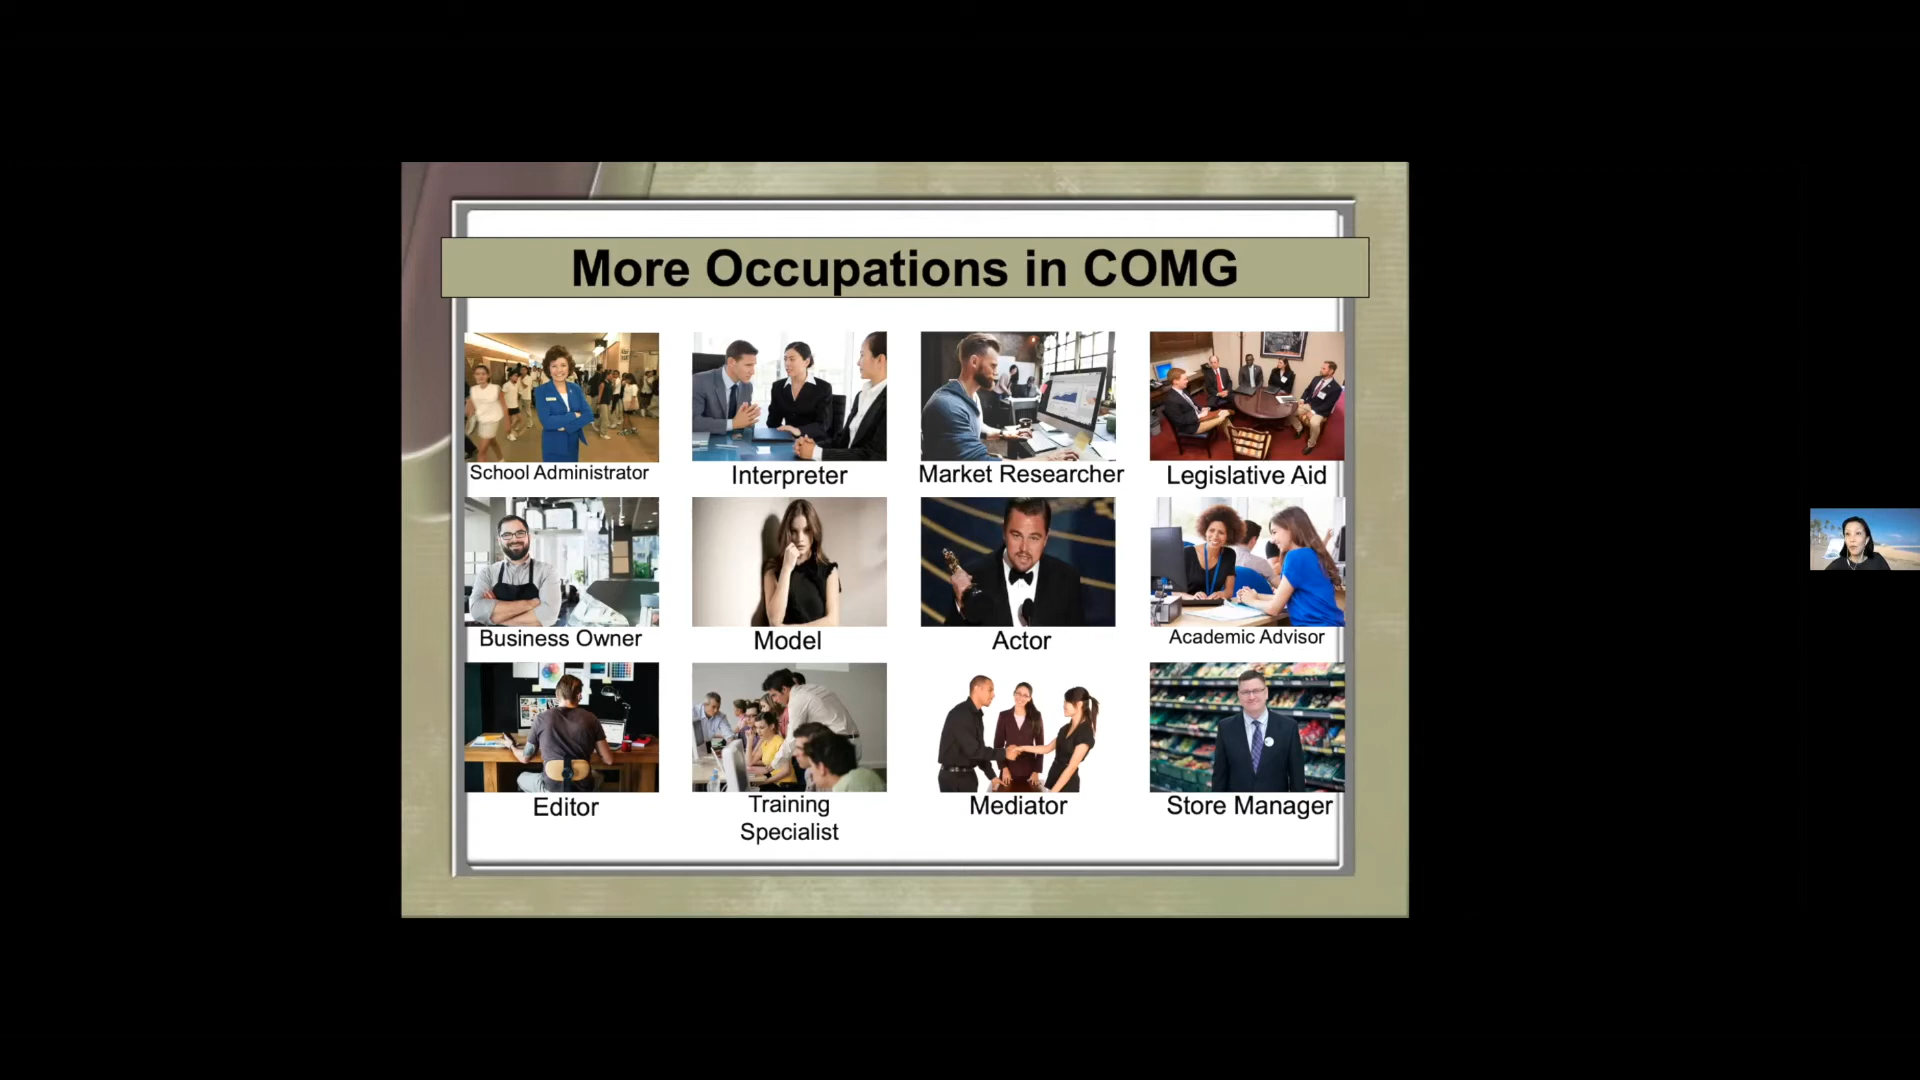 More Occupations in COMG
School Administrator
Interpreter
Market Researcher
Legislative Aid
Business Owner
Model
Actor
Academic Advisor
Editor
Training
Specialist
Mediator
Store Manager